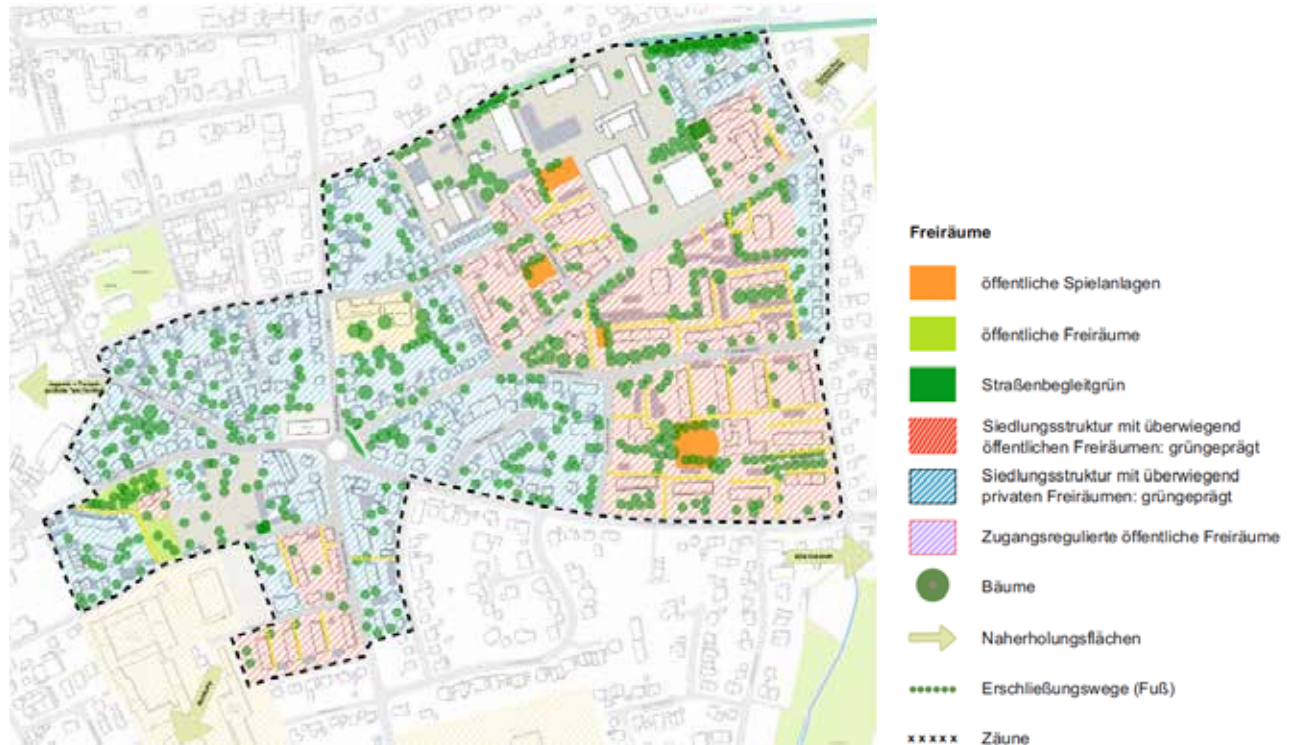 Freiräume
öffentliche Spielanlagen
öffentliche Freiräume
Straßenbegleitgrün
Siedlungsstruktur mit überwiegend
öffentlichen Freiräumen: grüngeprägt
Siedlungsstruktur mit überwiegend
privaten Freiräumen: grüngeprägt
Zugangsregulierte öffentliche Freiräume
Bäume
Naherholungsflächen
Erschließungswege (Fuß)
Zäune